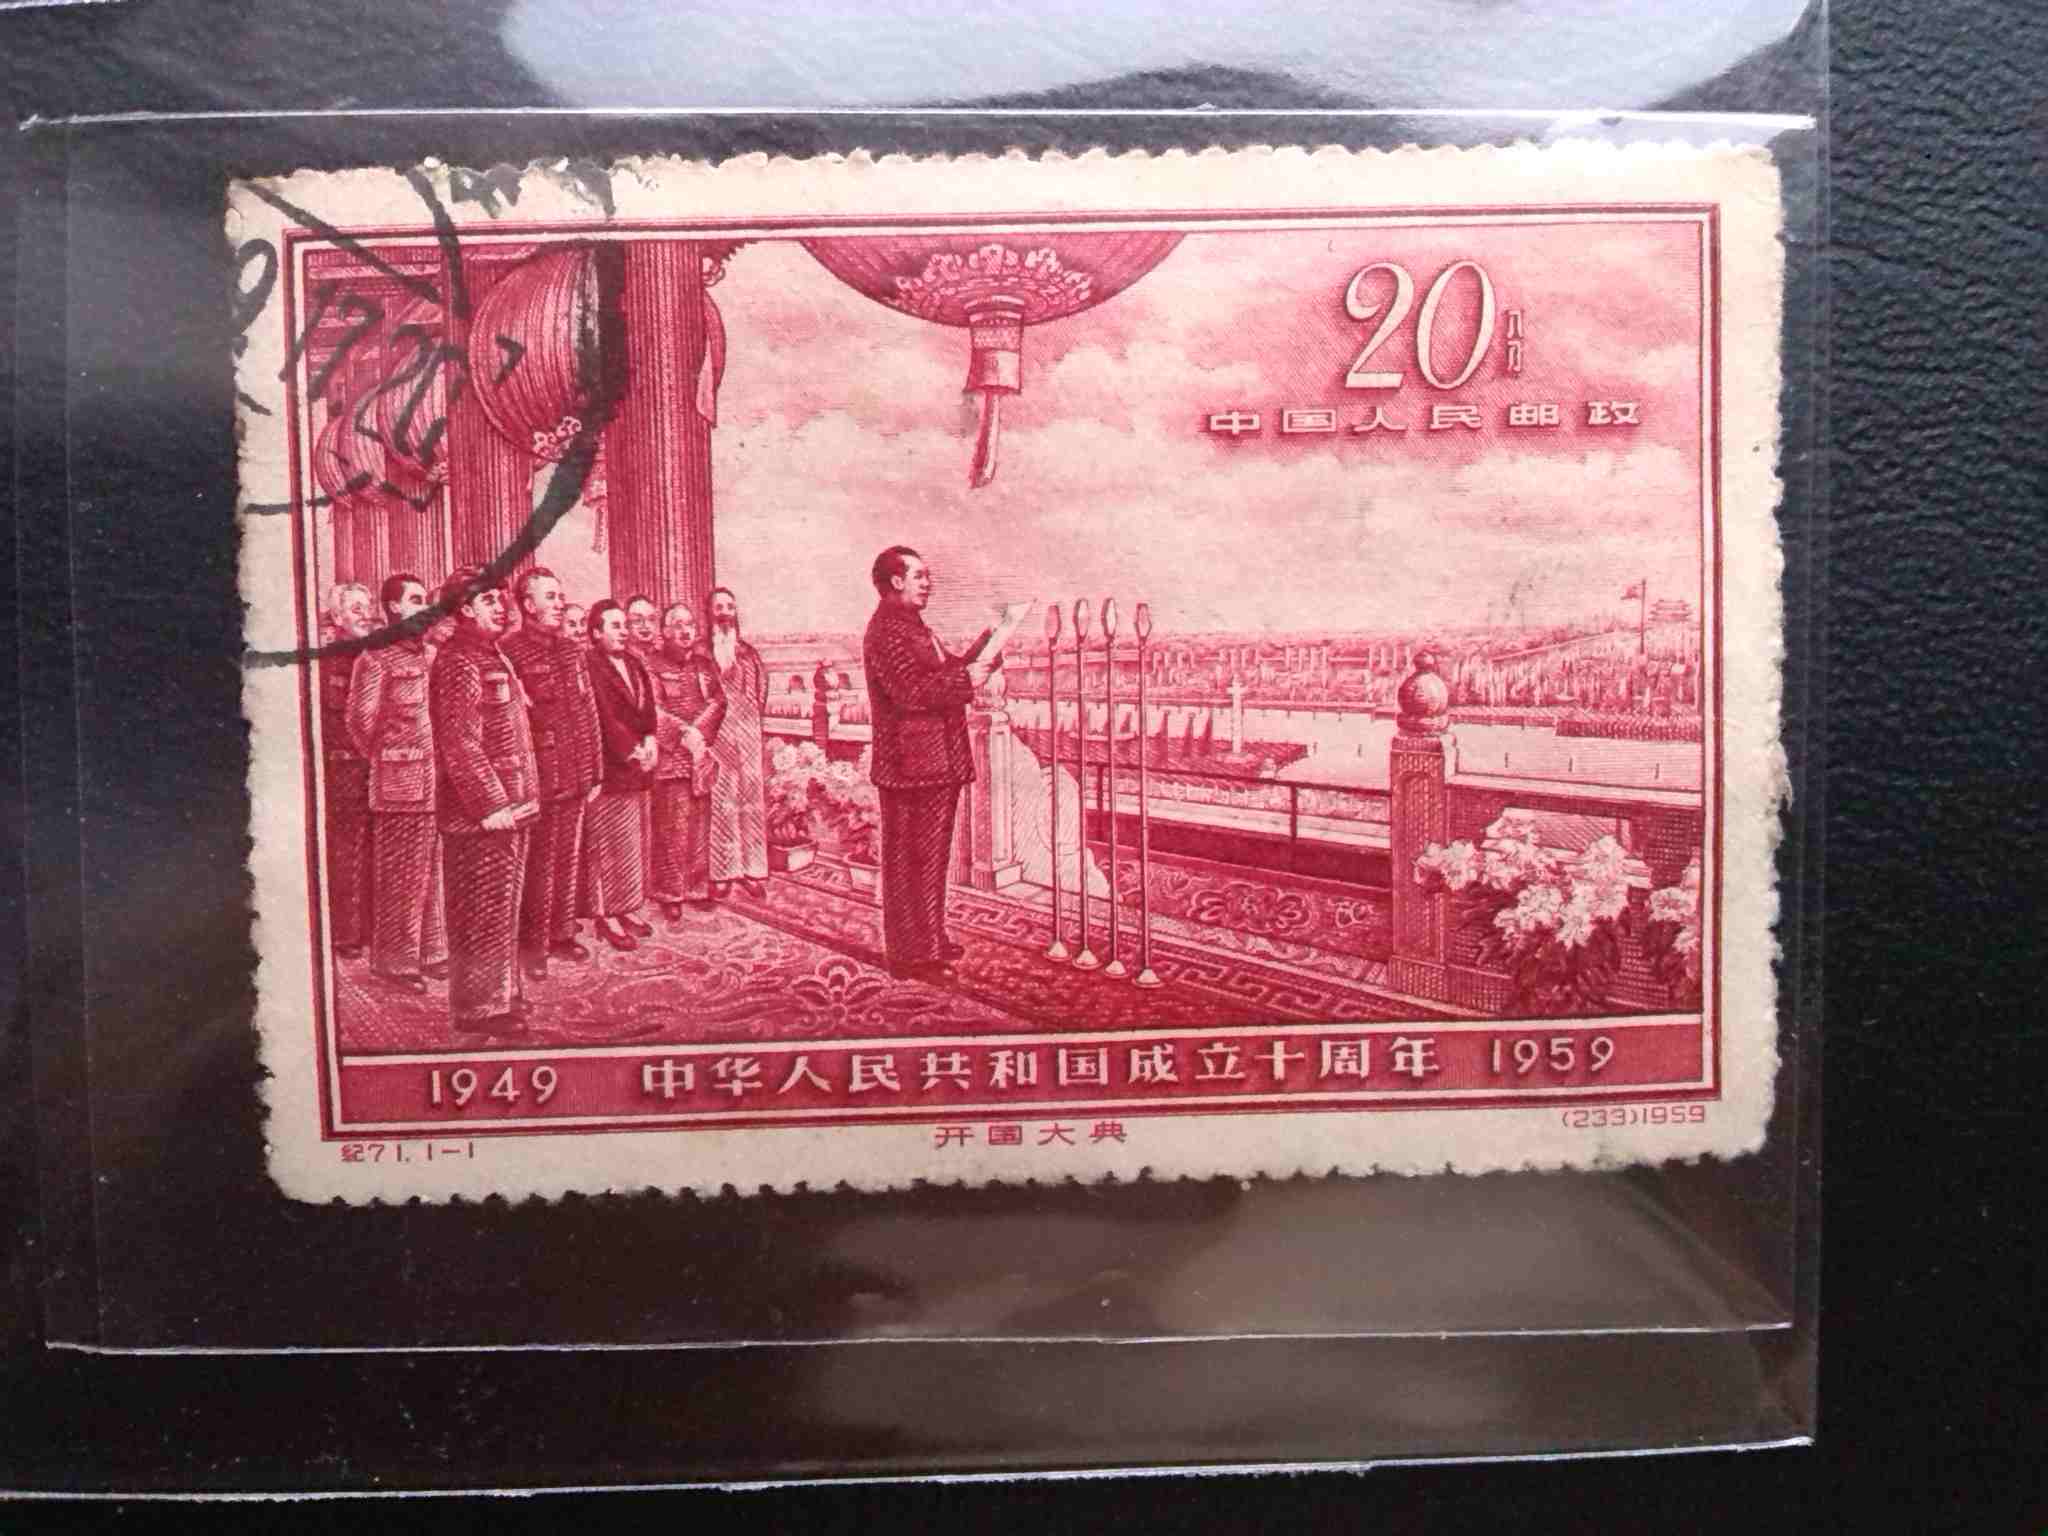 20分
中国人民邮政
1949 中华人民共和国成立十周年 1959
纪71.1-1
开国大典
(233)1959